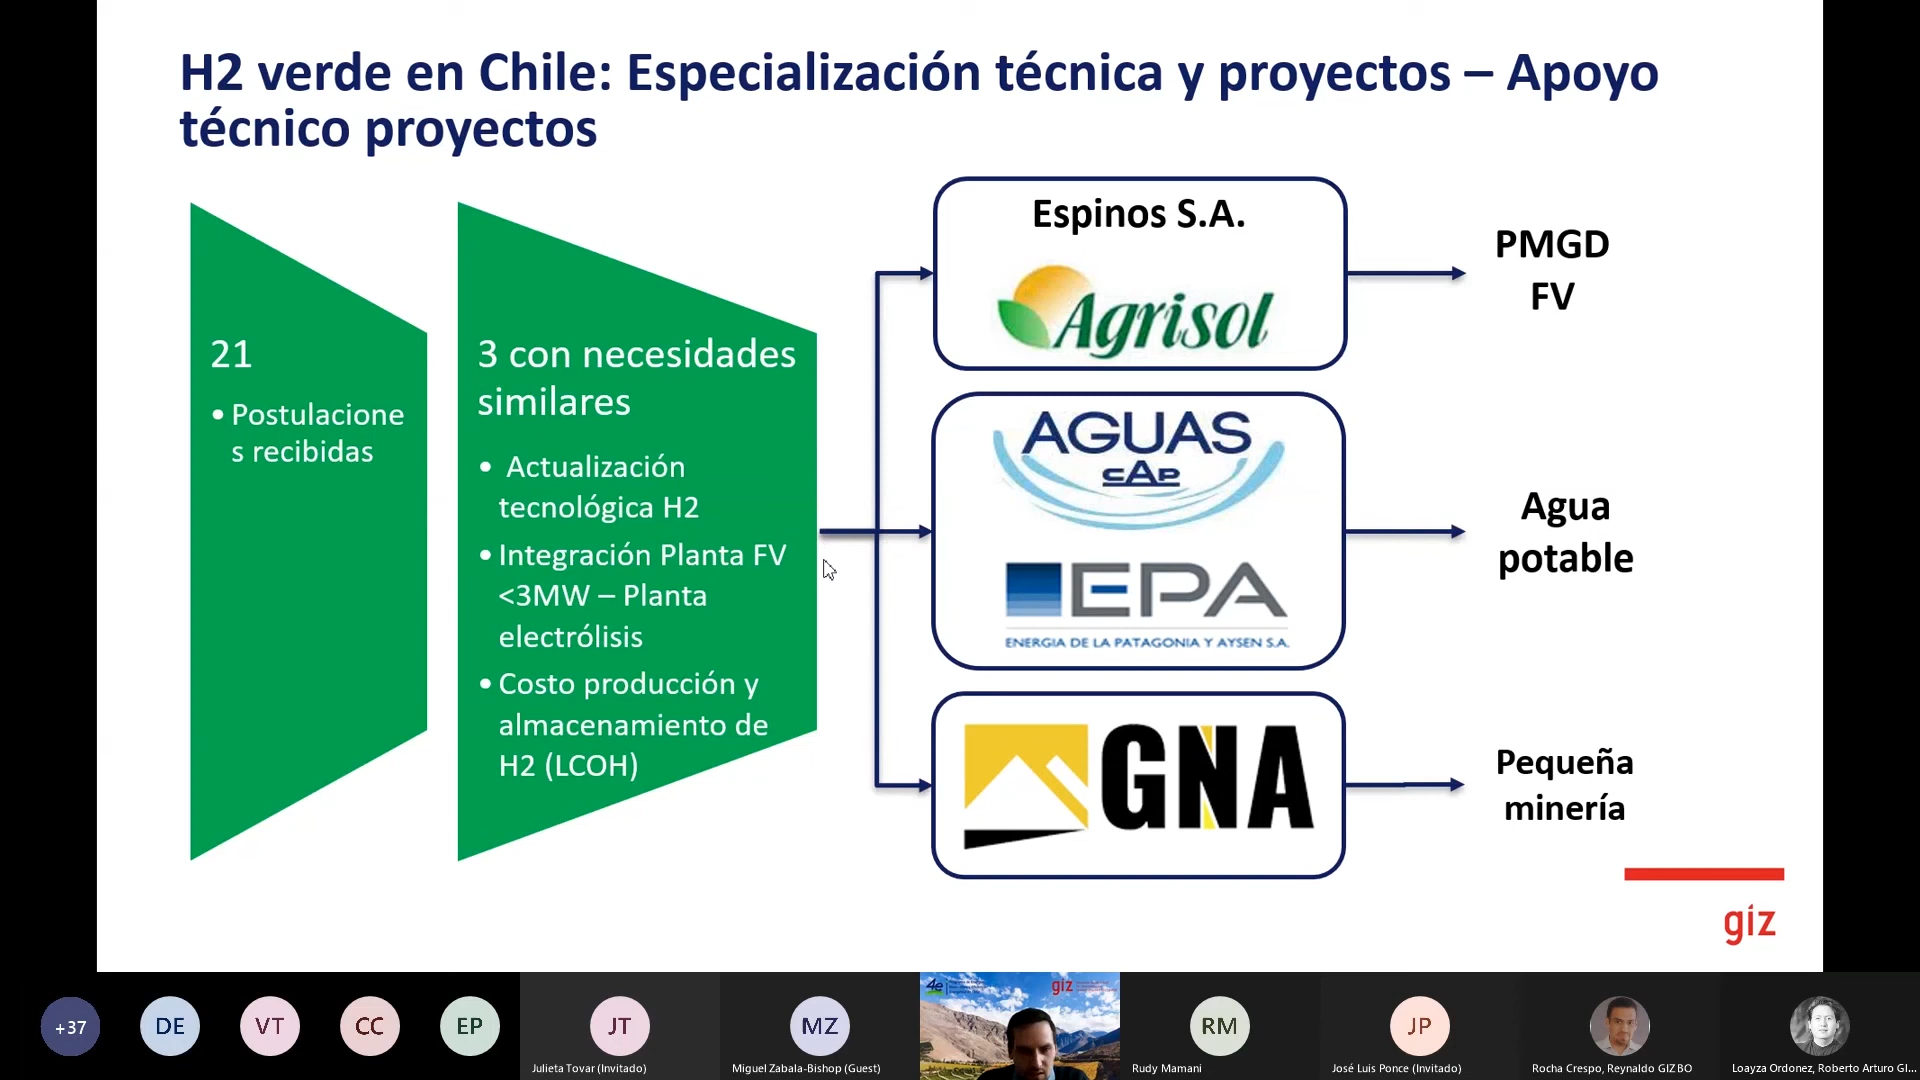 H2 verde en Chile: Especialización técnica y proyectos – Apoyo
técnico proyectos
21
• Postulacione
s recibidas
3 con necesidades
similares
• Actualización
tecnológica H2
• Integración Planta FV
<3MW – Planta
electrólisis
• Costo producción y
almacenamiento de
H2 (LCOH)
Espinos S.A.
Agrisol
PMGD
FV
AGUAS
CAP
EPA
ENERGIA DE LA PATAGONIA Y AYSEN S.A.
Agua
potable
GNA
Pequeña
minería
giz
+37
DE
VT
CC
EP
JT
Julieta Tovar (Invitado)
MZ
Miguel Zabala-Bishop (Guest)
4e
giz
RM
Rudy Mamani
JP
José Luis Ponce (Invitado)
Rocha Crespo, Reynaldo GIZ BO
Loayza Ordonez, Roberto Arturo GI...